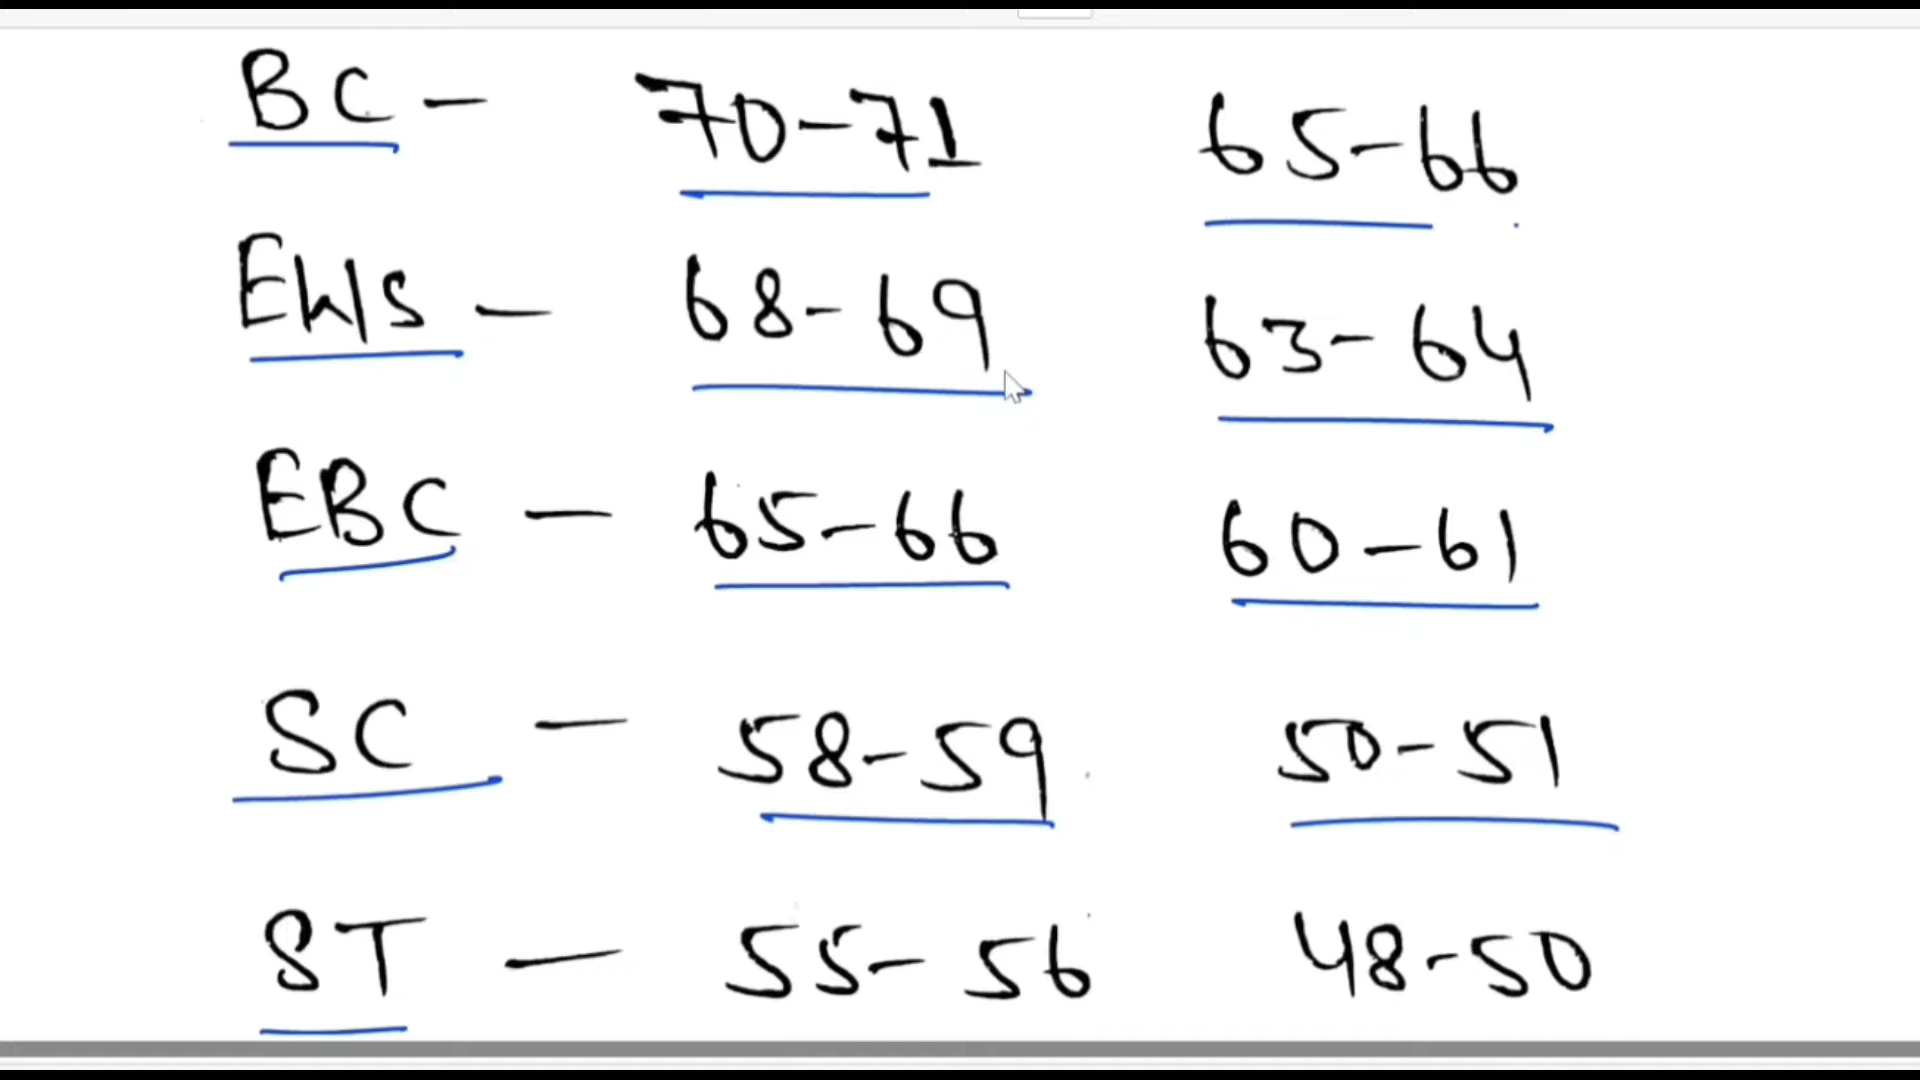 BC - 70-71 65-66
EWS - 68-69 63-64
EBC - 65-66 60-61
SC - 58-59 50-51
ST - 55-56 48-50